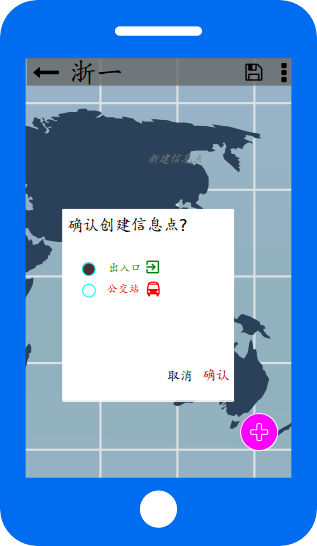 浙一
新建信息点
确认创建信息点?
出入口
公交站
取消 确认